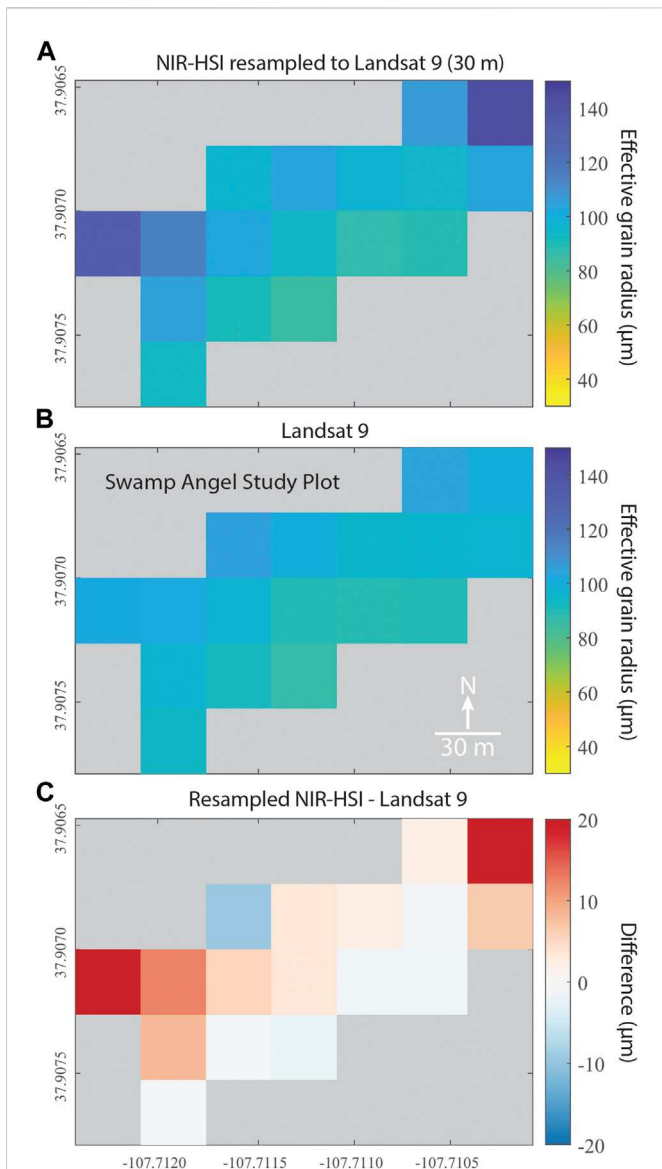 A
NIR-HSI resampled to Landsat 9 (30 m)
37.9065
37.9070
37.9075
140
120
100
80
60
40
Effective grain radius (µm)
B
Landsat 9
Swamp Angel Study Plot
37.9065
37.9070
37.9075
N
30 m
140
120
100
80
60
40
Effective grain radius (µm)
C
Resampled NIR-HSI - Landsat 9
37.9065
37.9070
37.9075
20
10
0
-10
-20
Difference (µm)
-107.7120 -107.7115 -107.7110 -107.7105